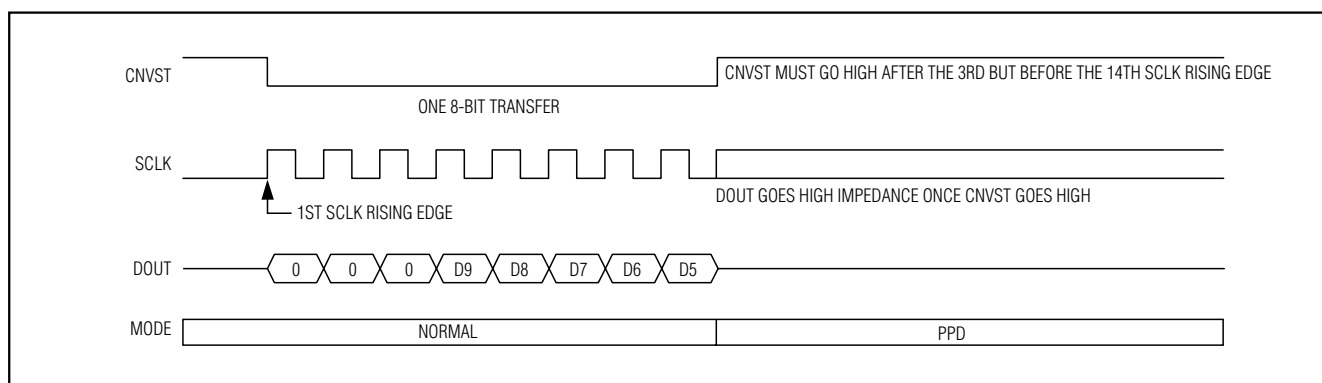 CNVST
CNVST MUST GO HIGH AFTER THE 3RD BUT BEFORE THE 14TH SCLK RISING EDGE
ONE 8-BIT TRANSFER
SCLK
DOUT GOES HIGH IMPEDANCE ONCE CNVST GOES HIGH
1ST SCLK RISING EDGE
DOUT 0 0 0 D9 D8 D7 D6 D5
MODE NORMAL PPD